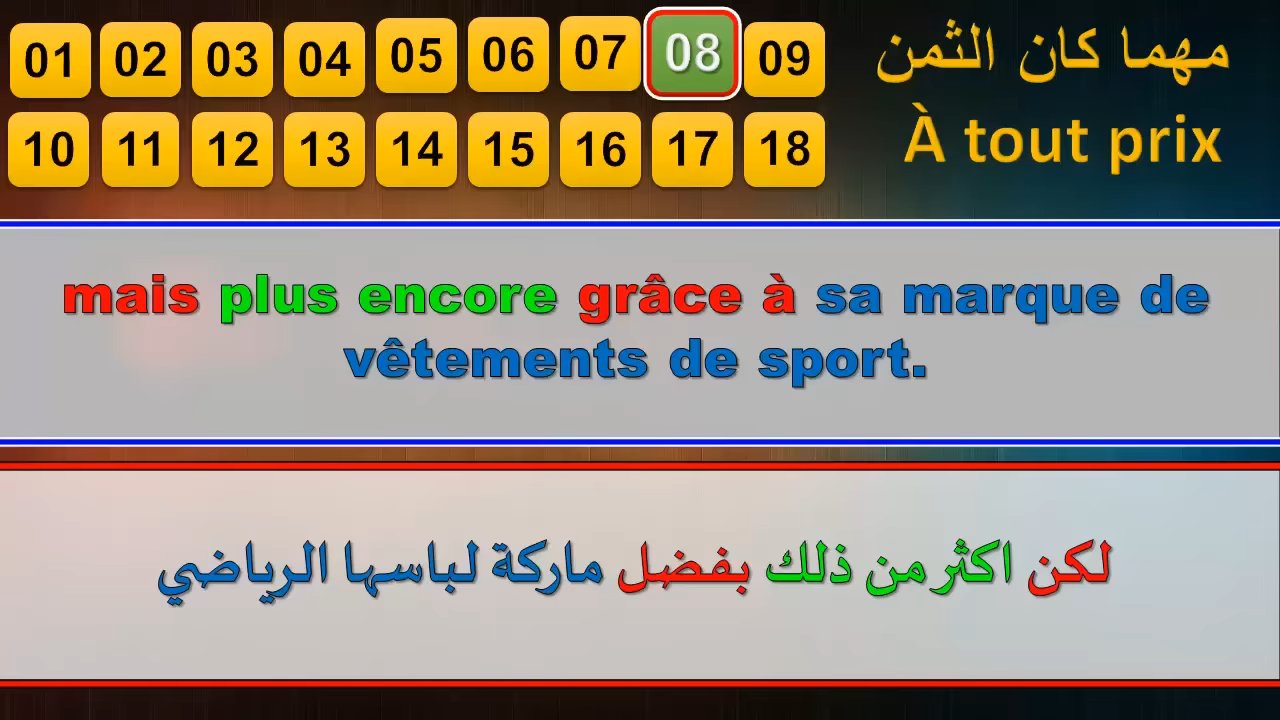 01 02 03 04 05 06 07 08 09
10 11 12 13 14 15 16 17 18
مهما كان الثمن
À tout prix
mais plus encore grâce à sa marque de
vêtements de sport.
لكن اكثر من ذلك بفضل ماركة لباسها الرياضي